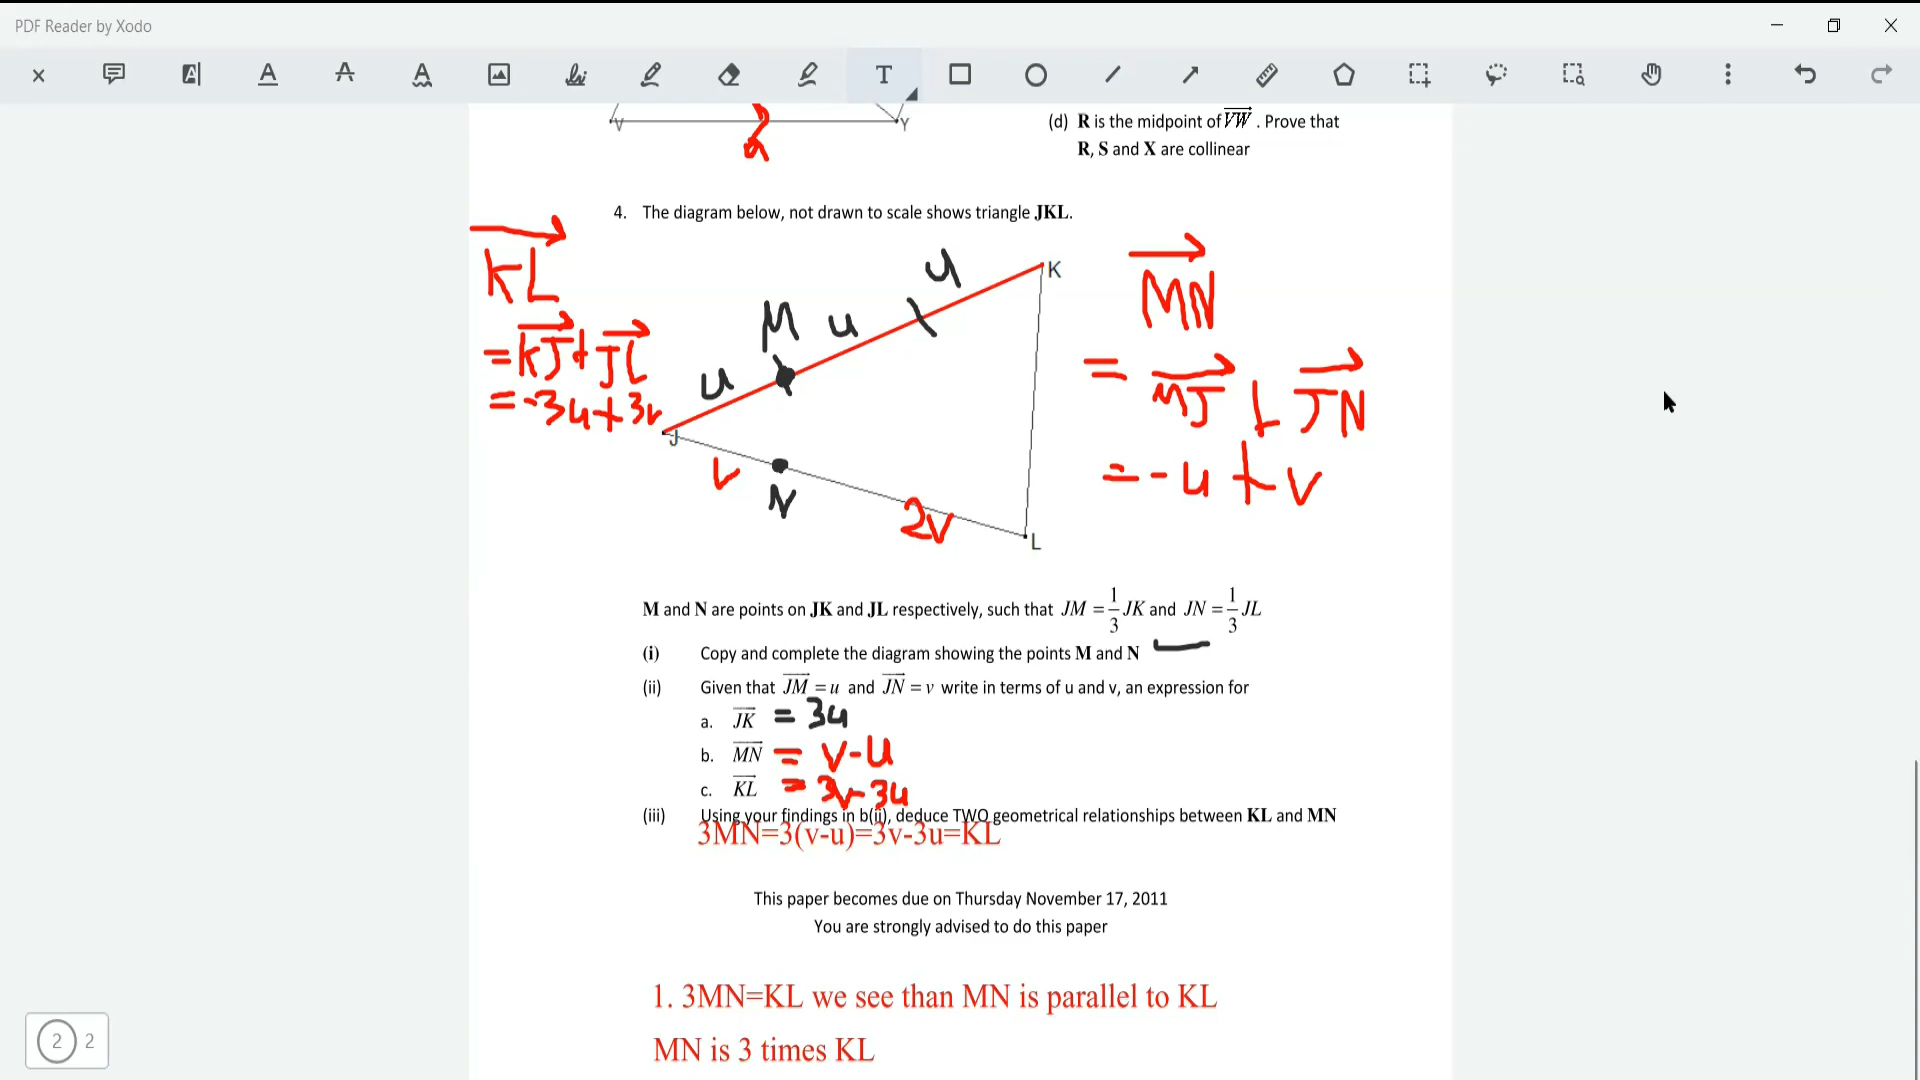 PDF Reader by Xodo
V
Y
(d) R is the midpoint of VW . Prove that
R, S and X are collinear
4. The diagram below, not drawn to scale shows triangle JKL.
KL
= KJ + JL
= -3u + 3v
M
u
u
u
K
J
v
N
2v
L
MN
= MJ + JN
= - u + v
M and N are points on JK and JL respectively, such that JM = 1/3 JK and JN = 1/3 JL
(i) Copy and complete the diagram showing the points M and N
(ii) Given that JM = u and JN = v write in terms of u and v, an expression for
a. JK = 3u
b. MN = v-u
c. KL = 3v-3u
(iii) Using your findings in b(ii), deduce TWO geometrical relationships between KL and MN
3MN=3(v-u)=3v-3u=KL
This paper becomes due on Thursday November 17, 2011
You are strongly advised to do this paper
1. 3MN=KL we see than MN is parallel to KL
MN is 3 times KL
2 2